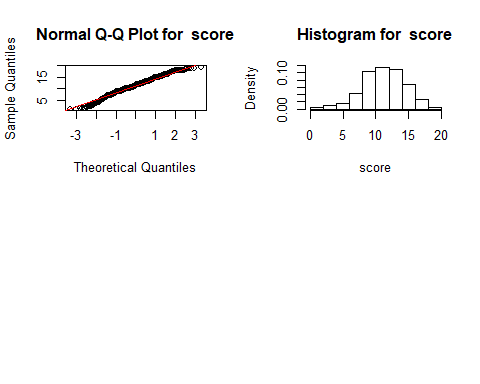 Normal Q-Q Plot for score
Sample Quantiles
5 15
-3 -1 1 2 3
Theoretical Quantiles
Histogram for score
Density
0.00 0.10
0 5 10 15 20
score